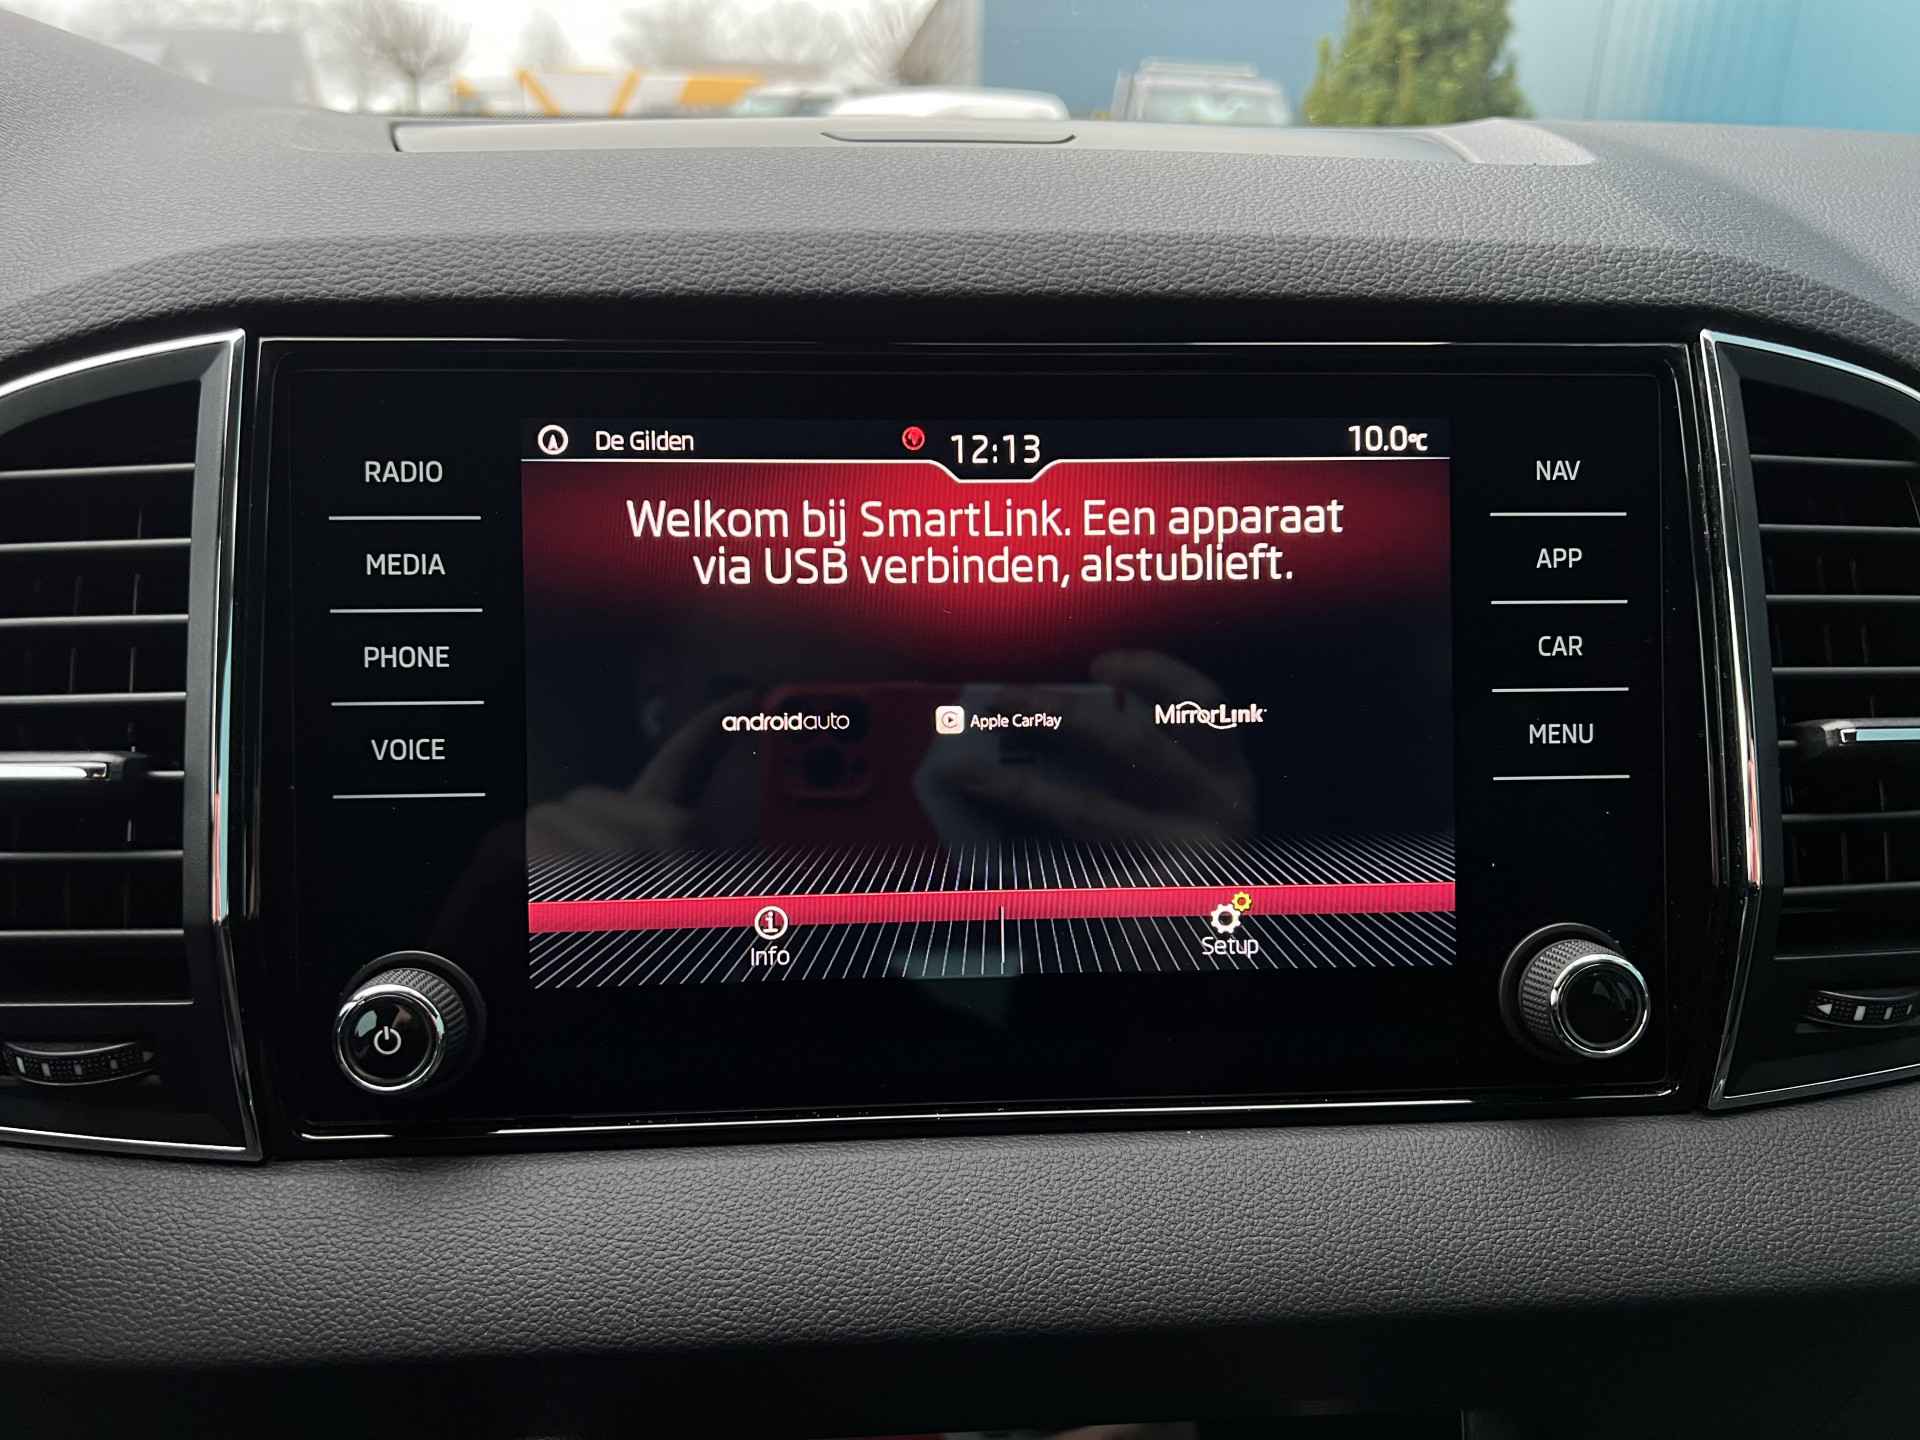 De Gilden 12:13 10.0°C
RADIO
MEDIA
PHONE
VOICE
Welkom bij SmartLink. Een apparaat
via USB verbinden, alstublieft.
androidauto Apple CarPlay MirrorLink
Info Setup
NAV
APP
CAR
MENU